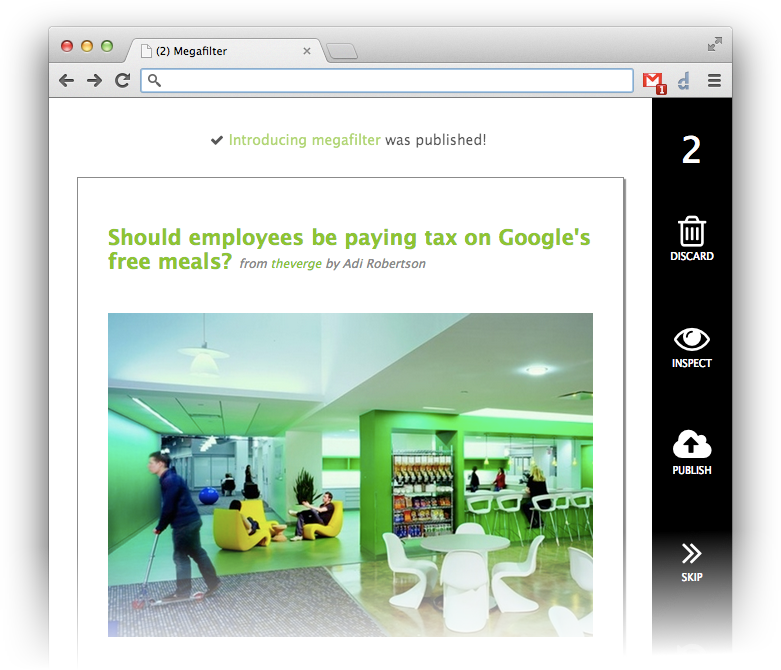 (2) Megafilter
1
Introducing megafilter was published!
Should employees be paying tax on Google's
free meals? from theverge by Adi Robertson
2
DISCARD
INSPECT
PUBLISH
SKIP